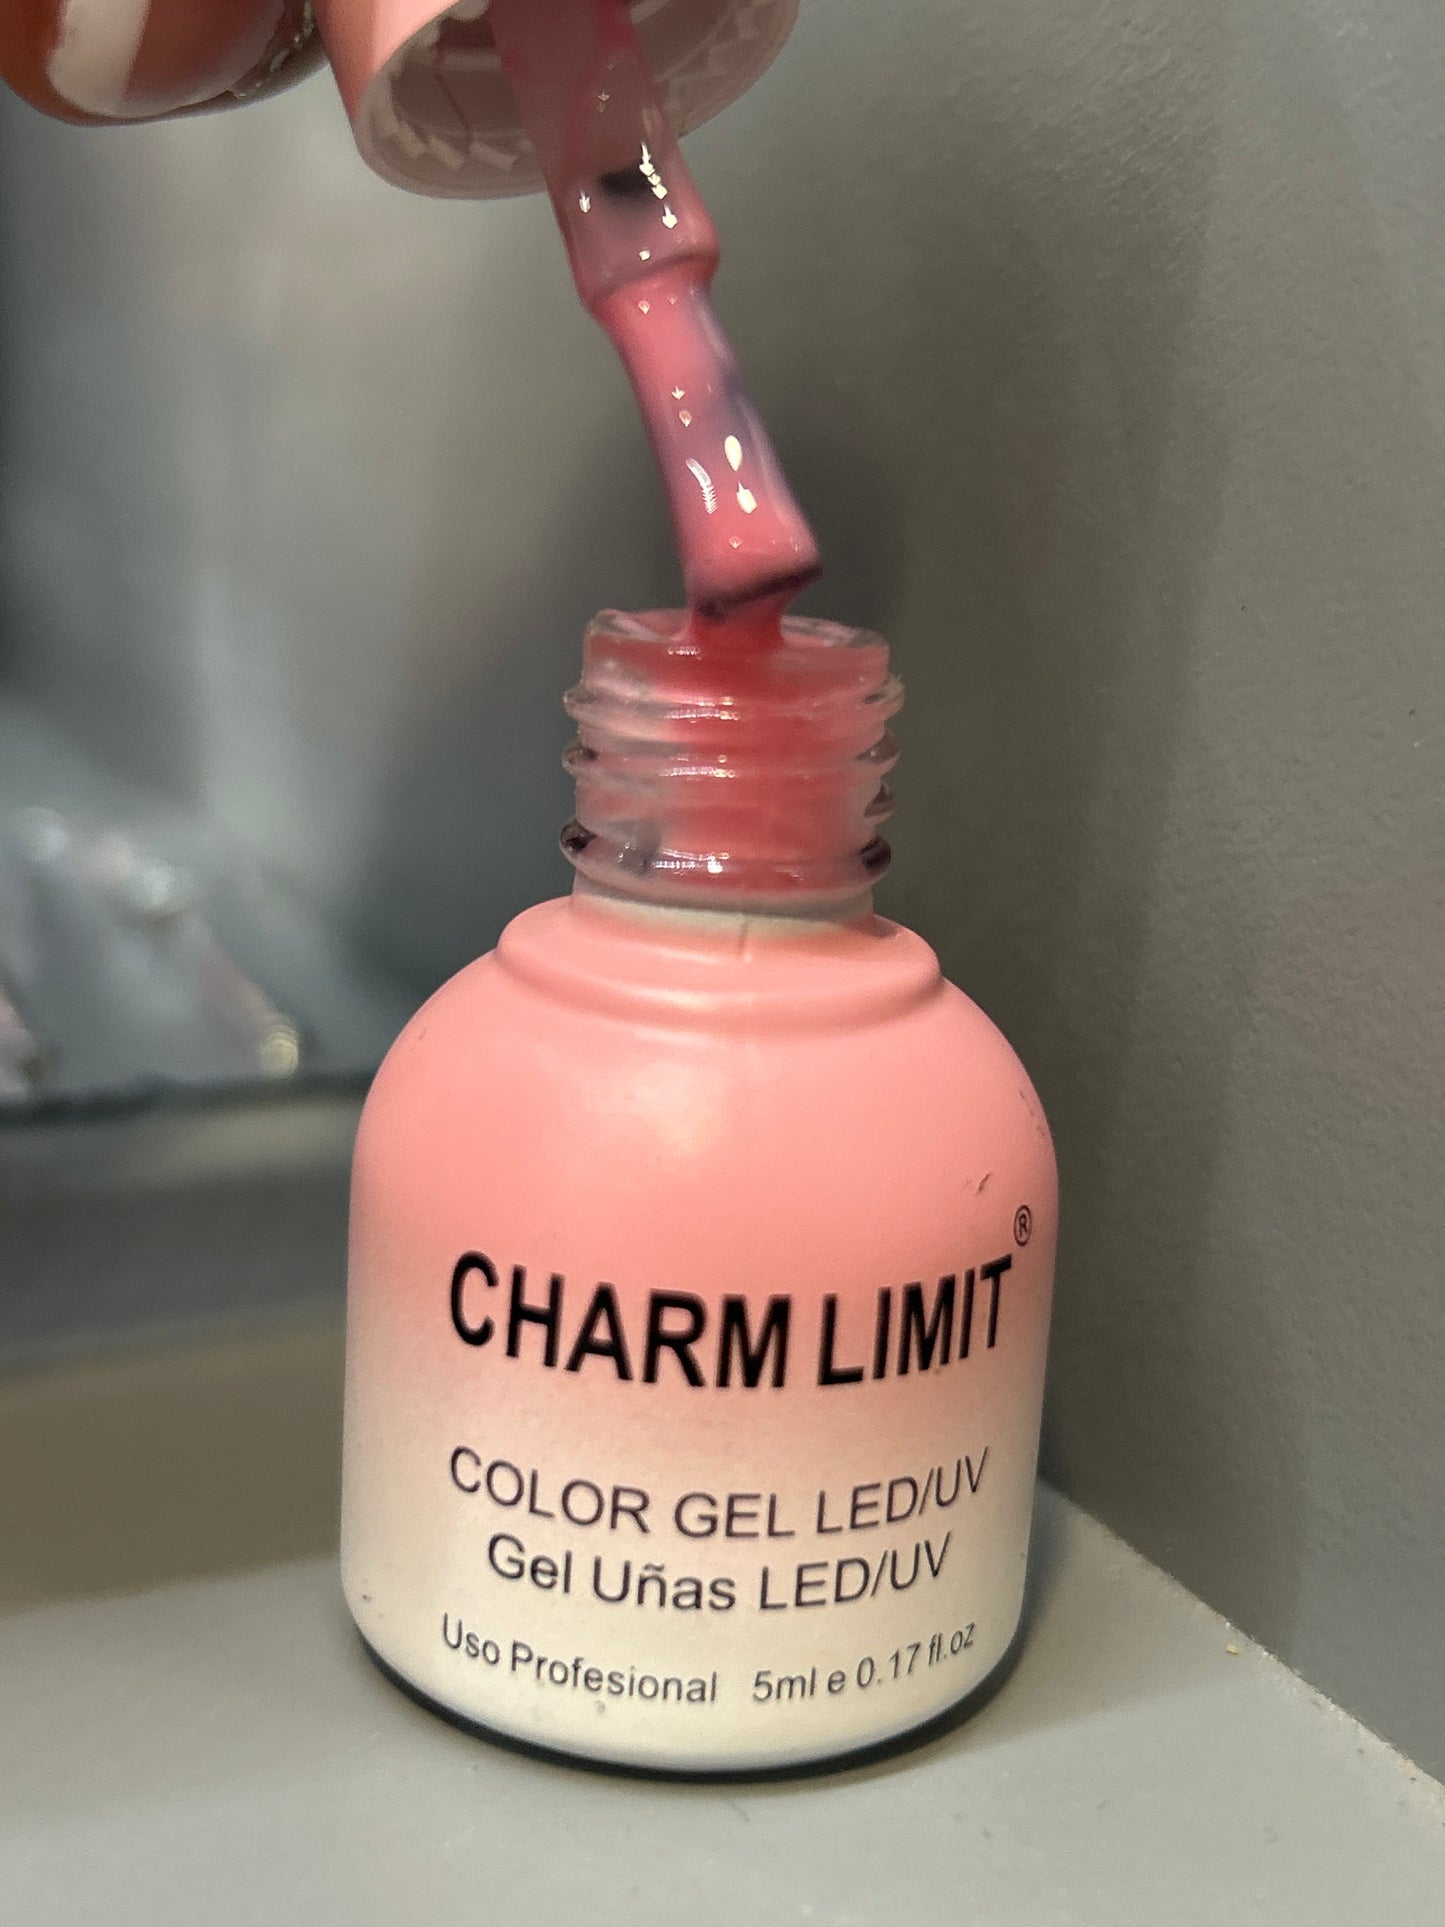 CHARM LIMIT®
COLOR GEL LED/UV
Gel Uñas LED/UV
Uso Profesional 5ml e 0.17 fl.oz